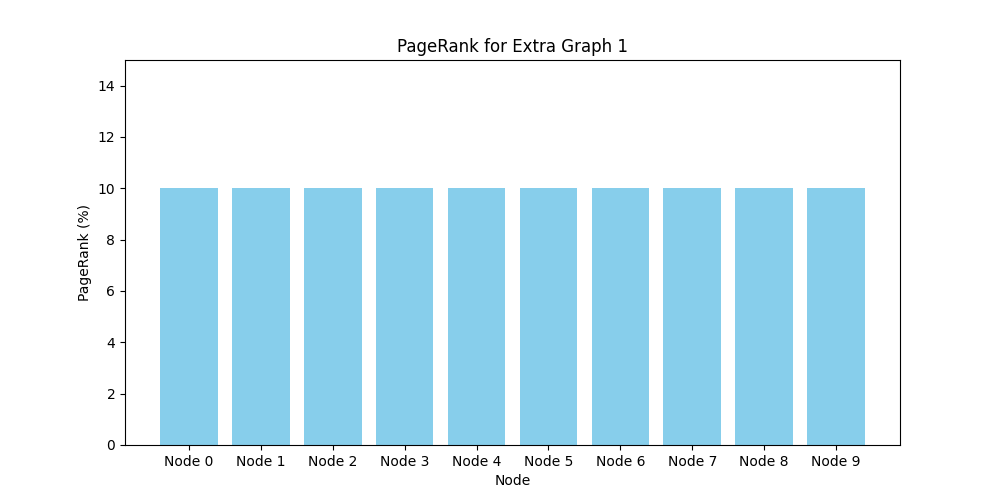 PageRank for Extra Graph 1
PageRank (%)
14
12
10
8
6
4
2
0
Node 0 Node 1 Node 2 Node 3 Node 4 Node 5 Node 6 Node 7 Node 8 Node 9
Node